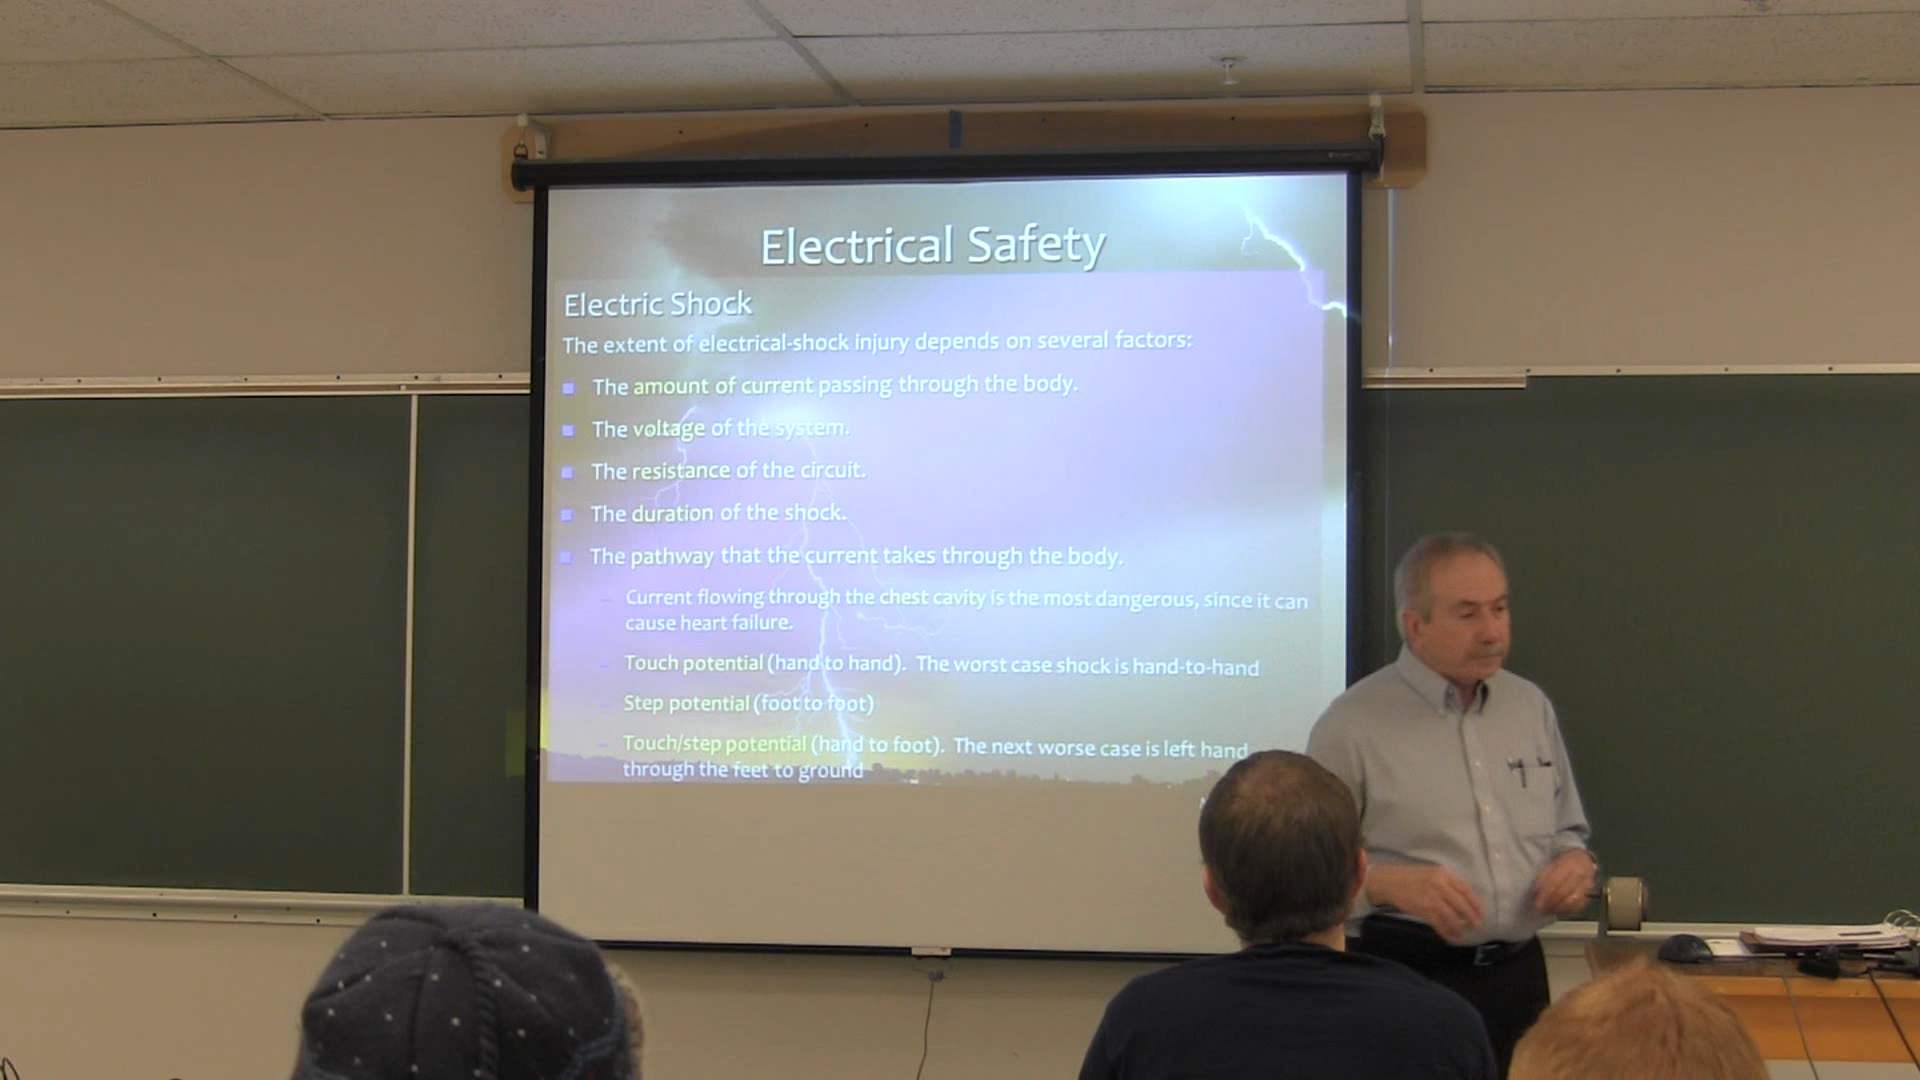 Electrical Safety
Electric Shock
The extent of electrical-shock injury depends on several factors:
The amount of current passing through the body.
The voltage of the system.
The resistance of the circuit.
The duration of the shock.
The pathway that the current takes through the body.
Current flowing through the chest cavity is the most dangerous, since it can
cause heart failure.
Touch potential (hand to hand). The worst case shock is hand-to-hand
Step potential (foot to foot)
Touch/step potential (hand to foot). The next worse case is left hand
through the feet to ground